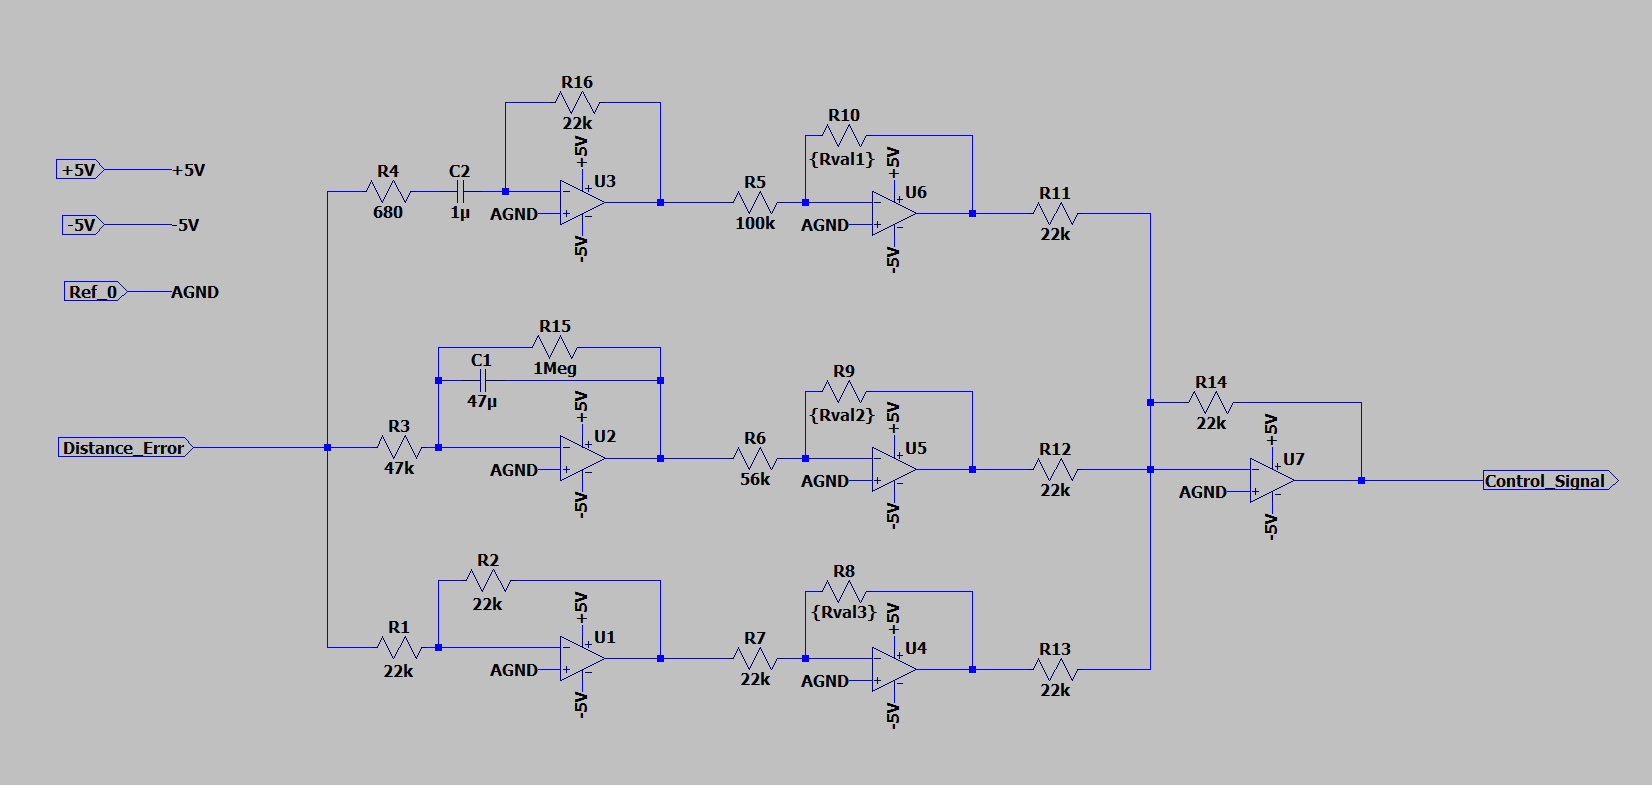 R16
22k
+5V
U3
-5V
AGND
R4
680
C2
1µ
R10
{Rval1}
+5V
U6
-5V
AGND
R5
100k
R11
22k
+5V
+5V
-5V
-5V
Ref_0
AGND
R15
1Meg
C1
47µ
+5V
U2
-5V
AGND
Distance_Error
R3
47k
R9
{Rval2}
+5V
U5
-5V
AGND
R6
56k
R12
22k
R14
22k
+5V
U7
-5V
AGND
Control_Signal
R2
22k
+5V
U1
-5V
AGND
R1
22k
R8
{Rval3}
+5V
U4
-5V
AGND
R7
22k
R13
22k